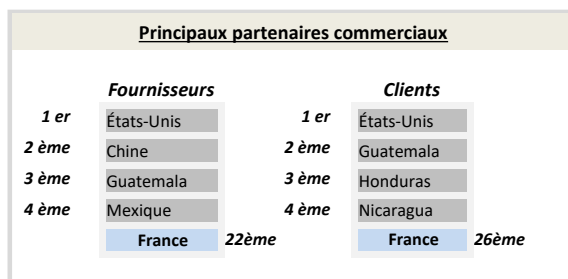 Principaux partenaires commerciaux
Fournisseurs Clients
1 er États-Unis 1 er États-Unis
2 ème Chine 2 ème Guatemala
3 ème Guatemala 3 ème Honduras
4 ème Mexique 4 ème Nicaragua
France 22ème France 26ème